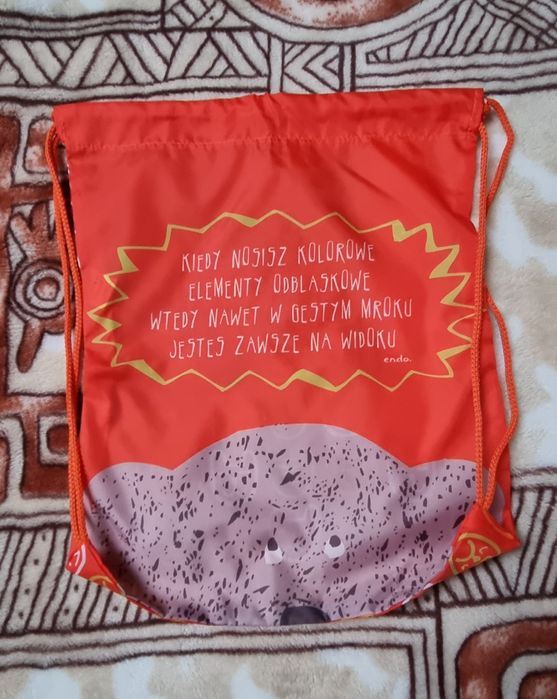 KIEDY NOSISZ KOLOROWE
ELEMENTY ODBLASKOWE
WTEDY NAWET W GĘSTYM MROKU
JESTEŚ ZAWSZE NA WIDOKU
endo.